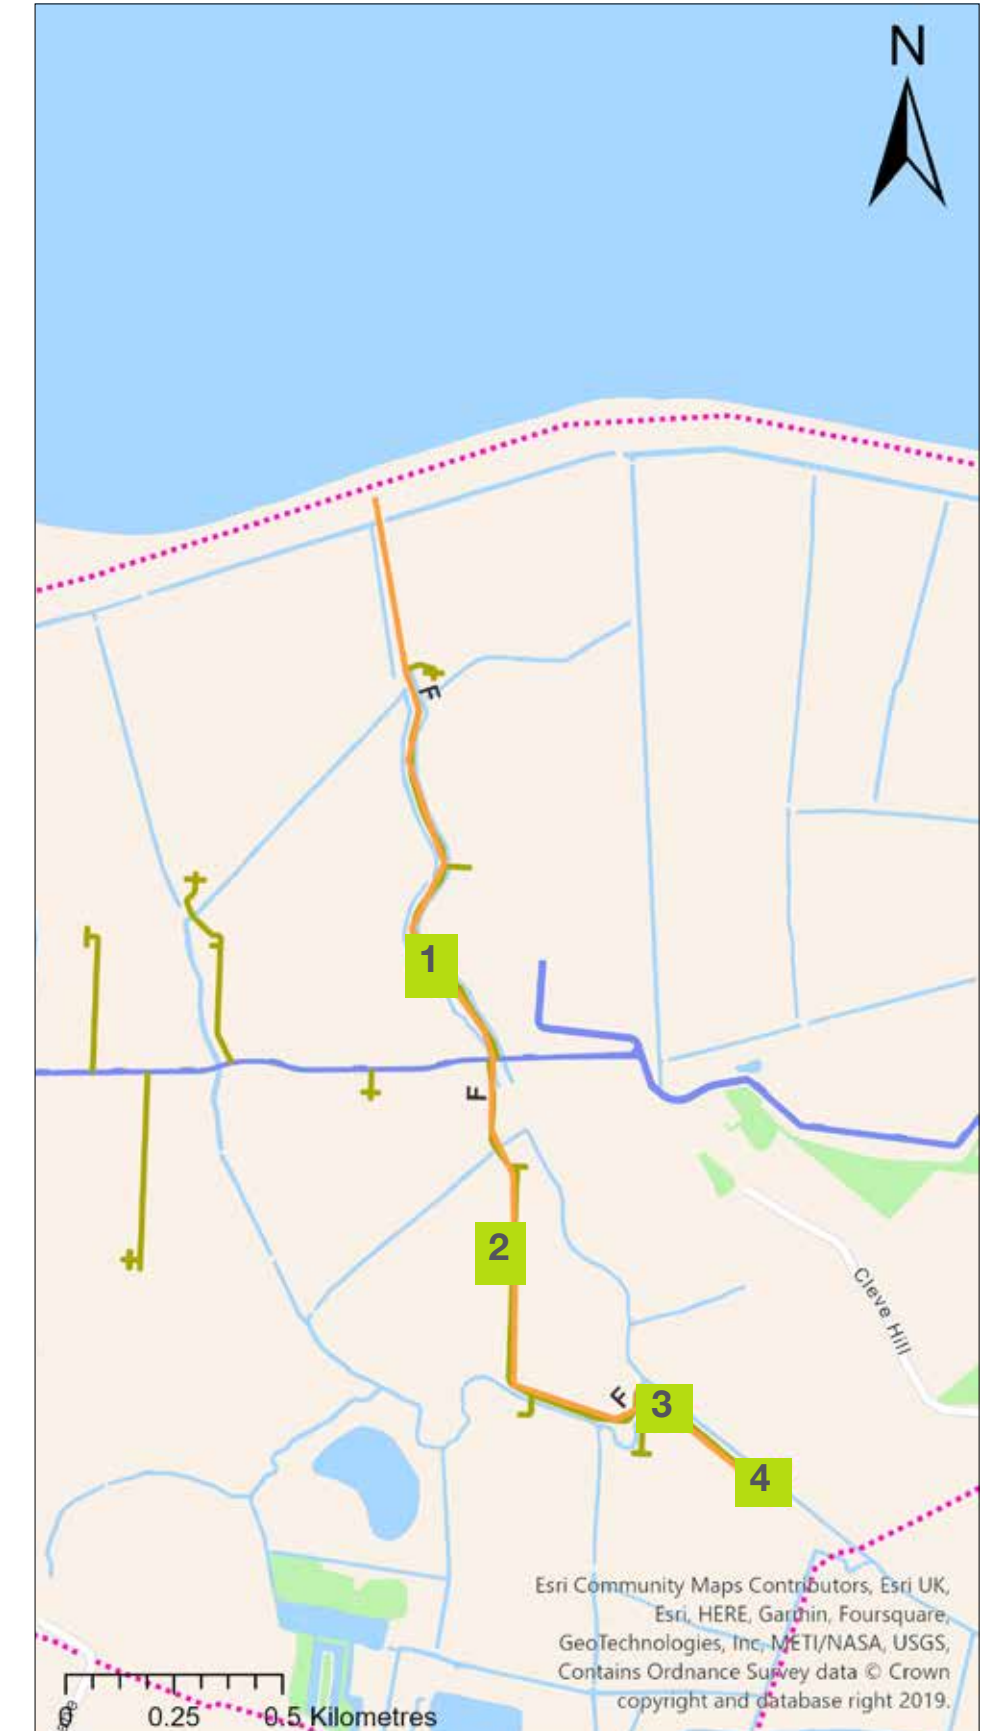 N
F
1
F
2
Cleve Hill
F
3
4
Esri Community Maps Contributors, Esri UK,
Esri, HERE, Garmin, Foursquare,
GeoTechnologies, Inc, METI/NASA, USGS,
Contains Ordnance Survey data © Crown
copyright and database right 2019.
0 0.25 0.5 Kilometres